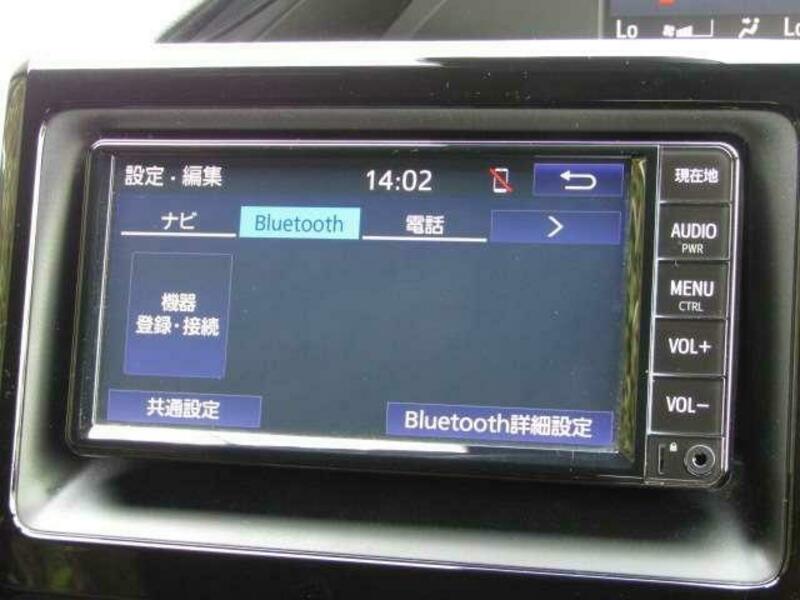 Lo
Lo
設定・編集
14:02
現在地
ナビ
Bluetooth
電話
>
AUDIO
PWR
MENU
CTRL
機器
登録・接続
VOL+
VOL-
共通設定
Bluetooth詳細設定